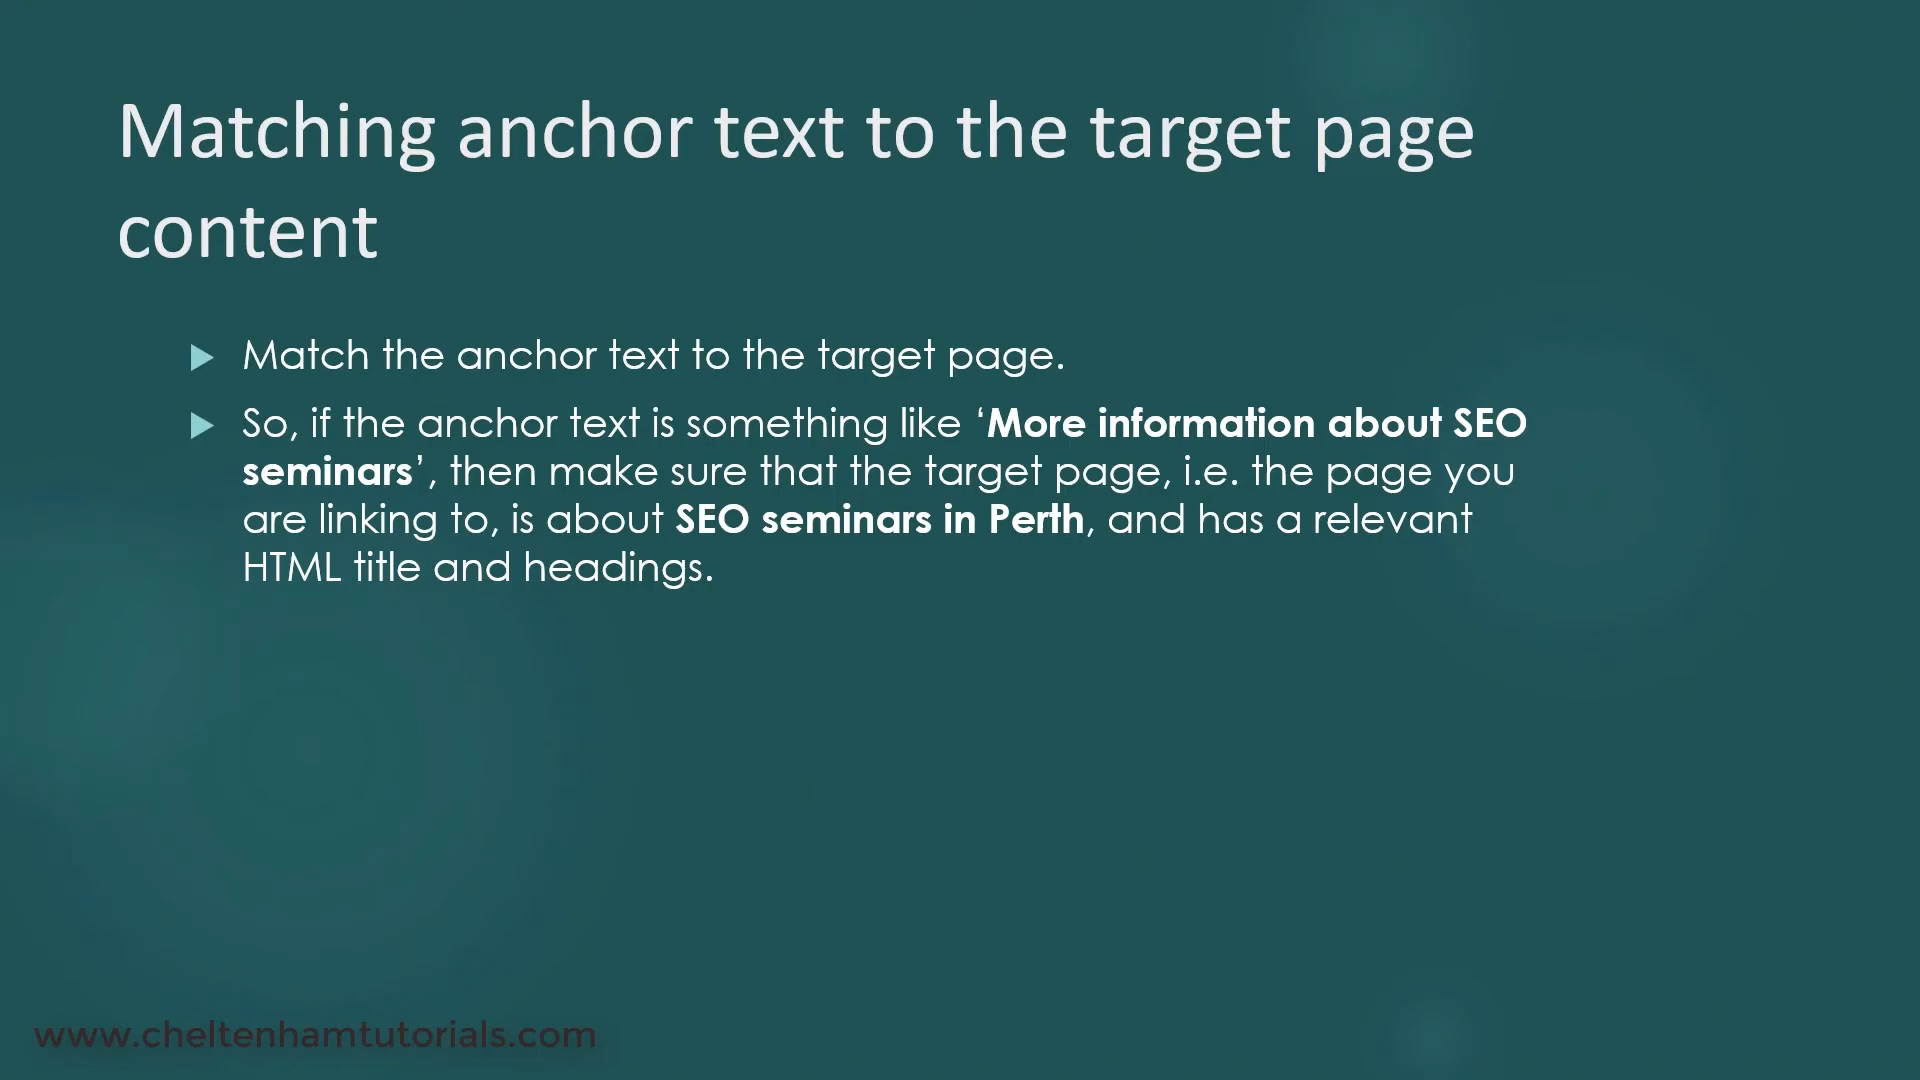 Matching anchor text to the target page
content
Match the anchor text to the target page.
So, if the anchor text is something like ‘More information about SEO
seminars’, then make sure that the target page, i.e. the page you
are linking to, is about SEO seminars in Perth, and has a relevant
HTML title and headings.
www.cheltenhamtutorials.com